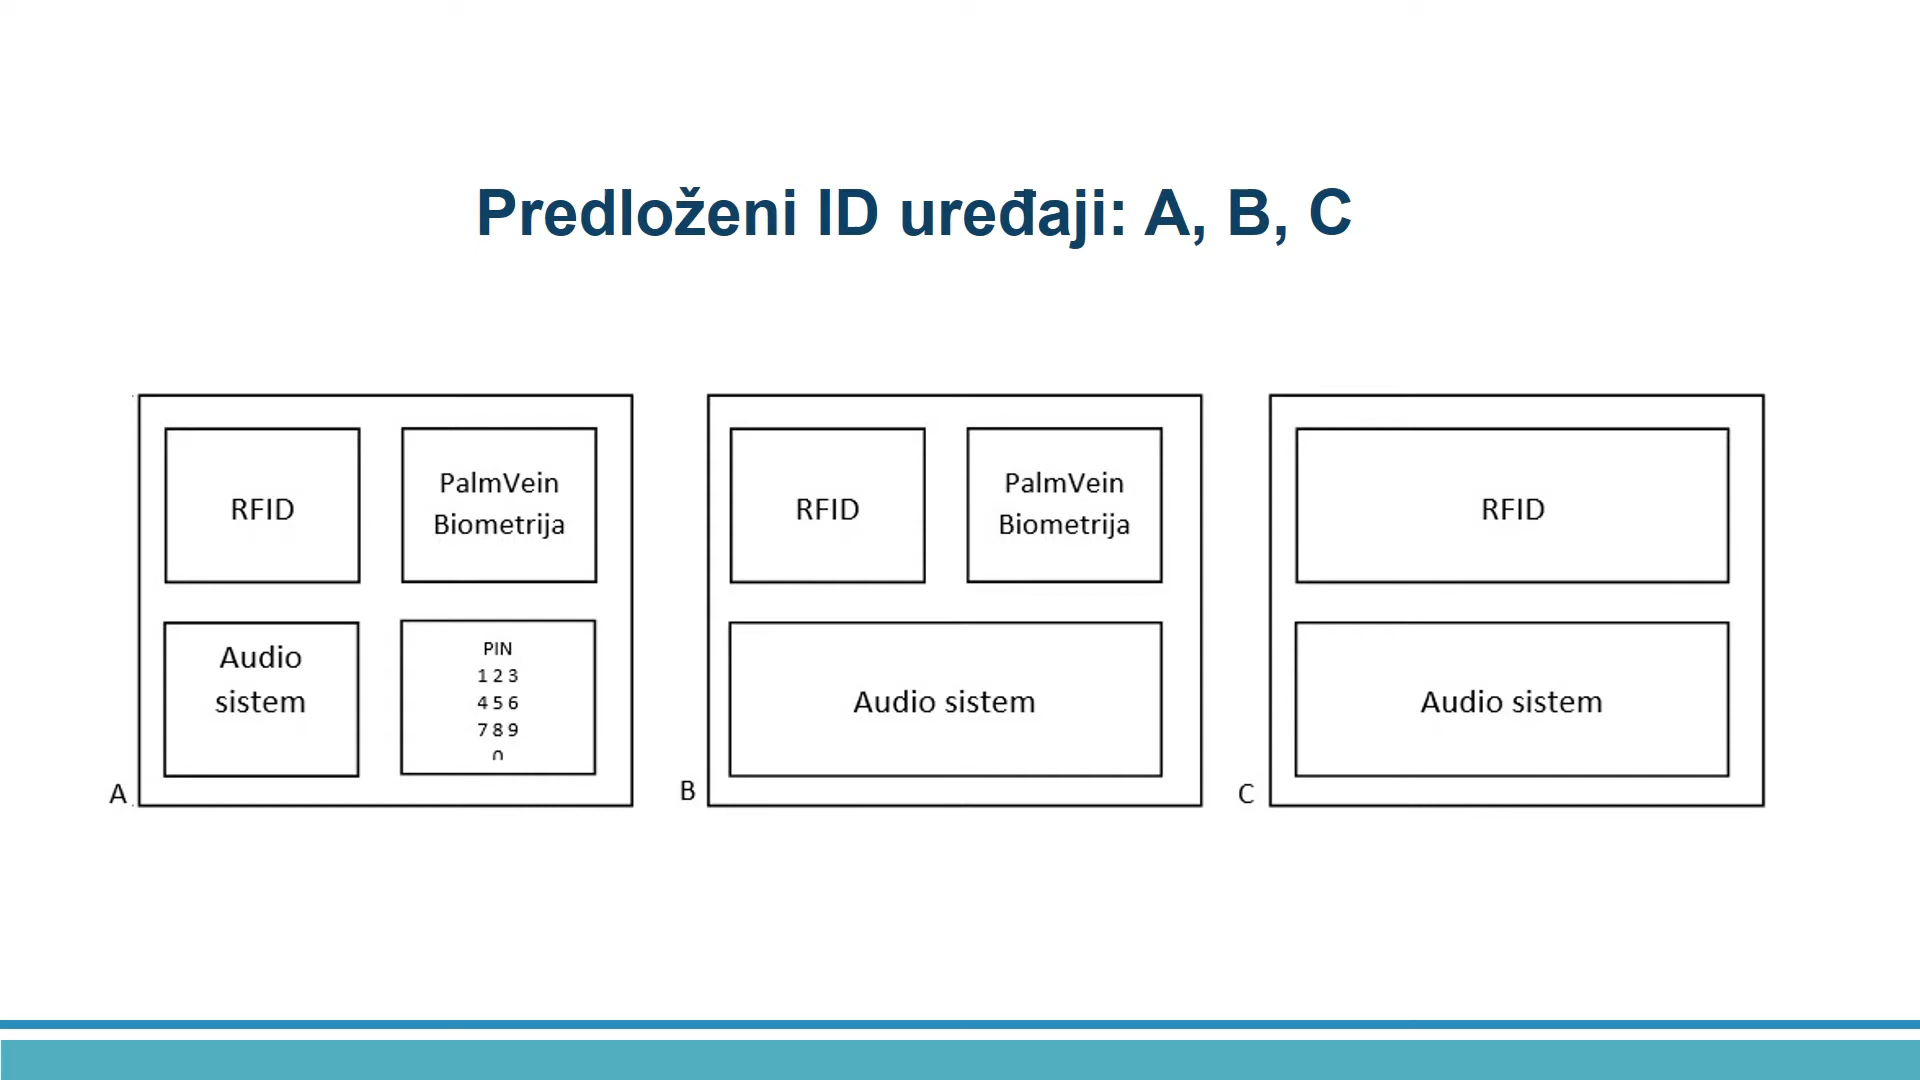 Predloženi ID uređaji: A, B, C
RFID
PalmVein
Biometrija
Audio
sistem
PIN
1 2 3
4 5 6
7 8 9
0
A
RFID
PalmVein
Biometrija
Audio sistem
B
RFID
Audio sistem
C